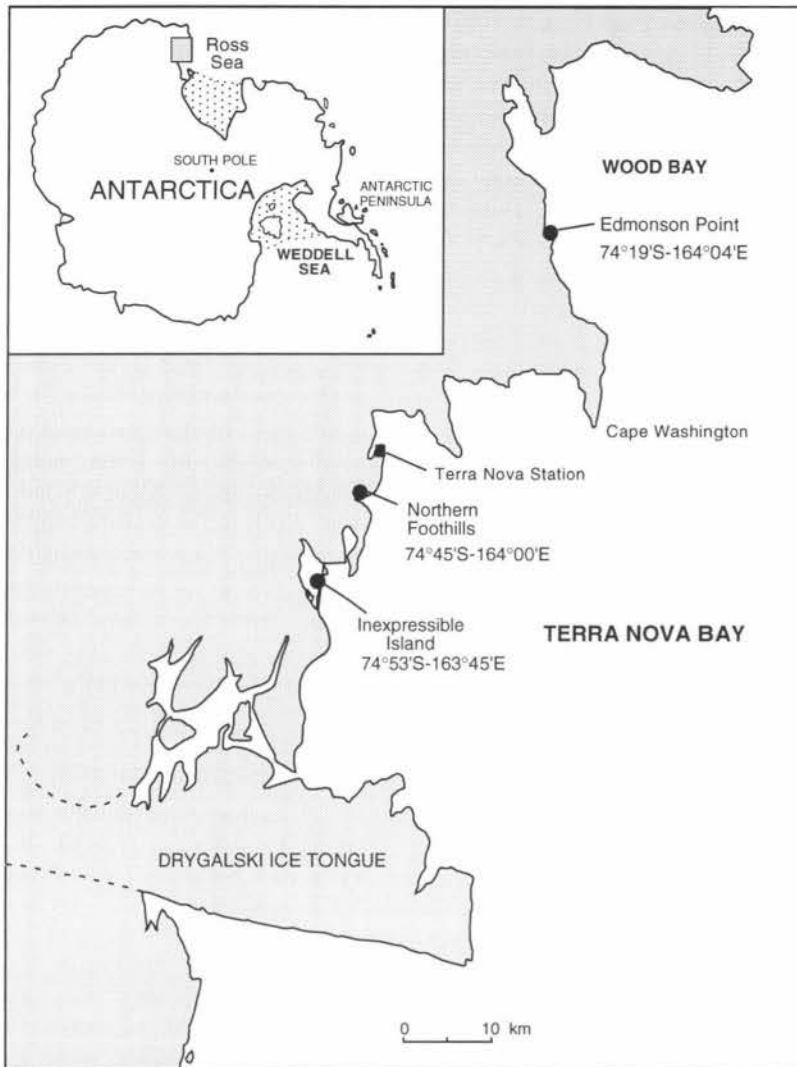 Ross
Sea
SOUTH POLE
ANTARCTICA
ANTARCTIC
PENINSULA
WEDDELL
SEA
WOOD BAY
Edmonson Point
74°19'S-164°04'E
Cape Washington
Terra Nova Station
Northern
Foothills
74°45'S-164°00'E
Inexpressible
Island
74°53'S-163°45'E
TERRA NOVA BAY
DRYGALSKI ICE TONGUE
0 10 km